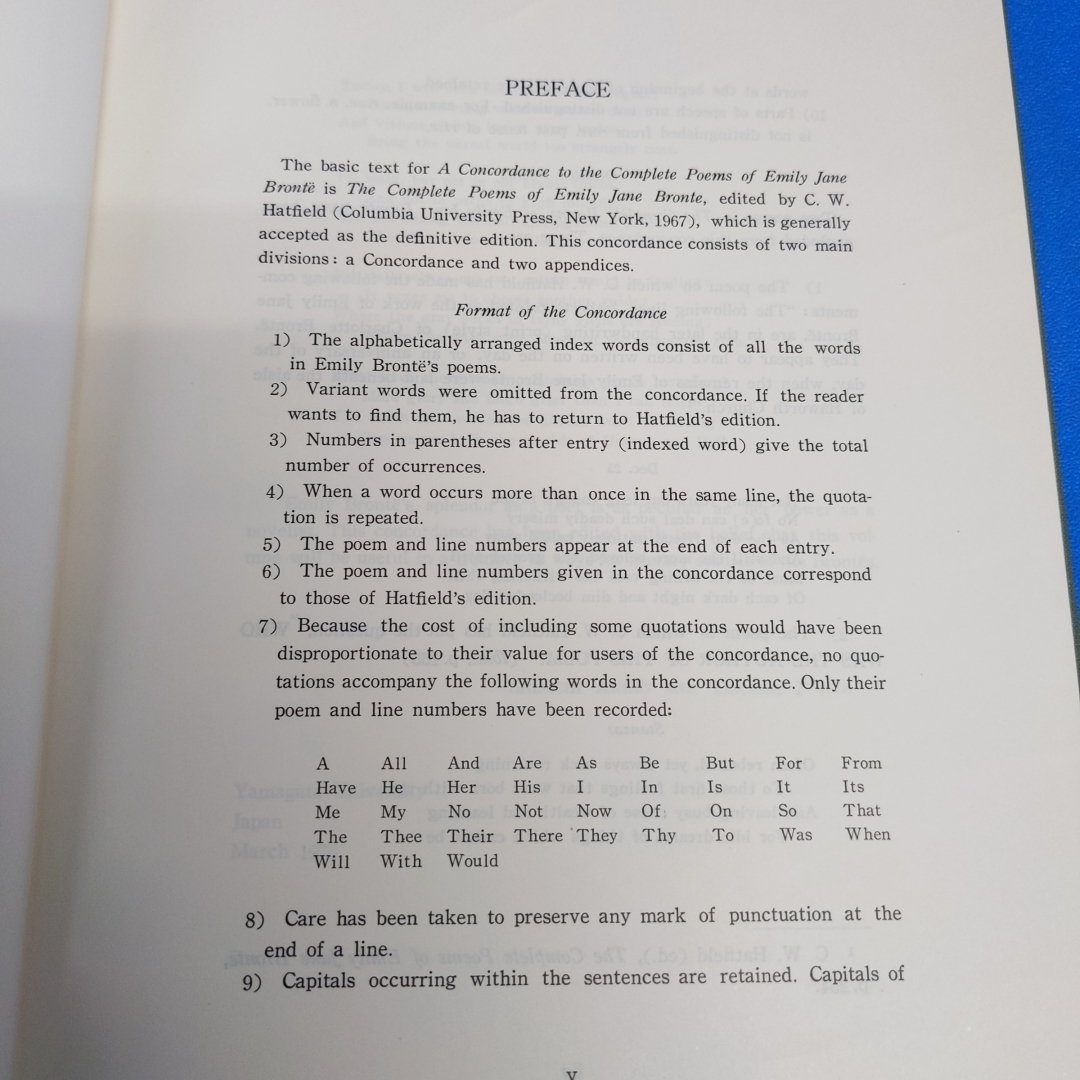 PREFACE
The basic text for A Concordance to the Complete Poems of Emily Jane
Brontë is The Complete Poems of Emily Jane Bronte, edited by C. W.
Hatfield (Columbia University Press, New York, 1967), which is generally
accepted as the definitive edition. This concordance consists of two main
divisions: a Concordance and two appendices.
Format of the Concordance
1) The alphabetically arranged index words consist of all the words
in Emily Brontë's poems.
2) Variant words were omitted from the concordance. If the reader
wants to find them, he has to return to Hatfield's edition.
3) Numbers in parentheses after entry (indexed word) give the total
number of occurrences.
4) When a word occurs more than once in the same line, the quota-
tion is repeated.
5) The poem and line numbers appear at the end of each entry.
6) The poem and line numbers given in the concordance correspond
to those of Hatfield's edition.
7) Because the cost of including some quotations would have been
disproportionate to their value for users of the concordance, no quo-
tations accompany the following words in the concordance. Only their
poem and line numbers have been recorded:
A All And Are As Be But For From
Have He Her His I In Is It Its
Me My No Not Now Of On So That
The Thee Their There They Thy To Was When
Will With Would
8) Care has been taken to preserve any mark of punctuation at the
end of a line.
9) Capitals occurring within the sentences are retained. Capitals of
v